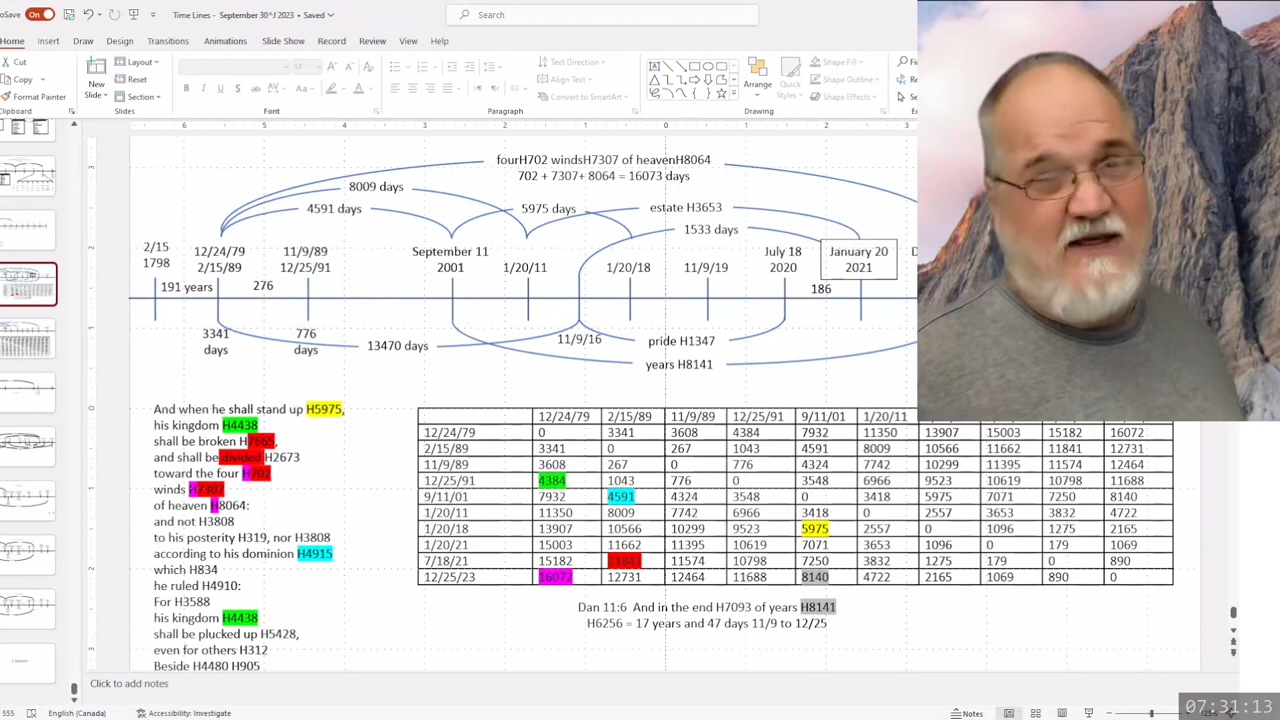 oSave On Time Lines - September 30^J 2023 • Saved Search
Home Insert Draw Design Transitions Animations Slide Show Record Review View Help
Cut
Copy
Format Painter
Clipboard
New
Slide
Layout
Reset
Section
Slides
B I U S
Aa
A
Font
Paragraph
Text Direction
Align Text
Convert to SmartArt
Arrange
Quick
Styles
Shape Fill
Shape Outline
Shape Effects
Drawing
6 5 4 3 2 1 0 1 2 3
fourH702 windsH7307 of heavenH8064
702 + 7307+ 8064 = 16073 days
8009 days
4591 days
5975 days
estate H3653
1533 days
2/15
1798
12/24/79
2/15/89
11/9/89
12/25/91
September 11
2001
1/20/11
1/20/18
11/9/19
July 18
2020
January 20
2021
D
191 years
276
186
3341
days
776
days
13470 days
11/9/16
pride H1347
years H8141
And when he shall stand up H5975,
his kingdom H4438
shall be broken H7665,
and shall be divided H2673
toward the four H702
winds H7307
of heaven H8064:
and not H3808
to his posterity H319, nor H3808
according to his dominion H4915
which H834
he ruled H4910:
For H3588
his kingdom H4438
shall be plucked up H5428,
even for others H312
Beside H4480 H905
12/24/79 2/15/89 11/9/89 12/25/91 9/11/01 1/20/11
12/24/79 0 3341 3608 4384 7932 11350 13907 15003 15182 16072
2/15/89 3341 0 267 1043 4591 8009 10566 11662 11841 12731
11/9/89 3608 267 0 776 4324 7742 10299 11395 11574 12464
12/25/91 4384 1043 776 0 3548 6966 9523 10619 10798 11688
9/11/01 7932 4591 4324 3548 0 3418 5975 7071 7250 8140
1/20/11 11350 8009 7742 6966 3418 0 2557 3653 3832 4722
1/20/18 13907 10566 10299 9523 5975 2557 0 1096 1275 2165
1/20/21 15003 11662 11395 10619 7071 3653 1096 0 179 1069
7/18/21 15182 11841 11574 10798 7250 3832 1275 179 0 890
12/25/23 16072 12731 12464 11688 8140 4722 2165 1069 890 0
Dan 11:6 And in the end H7093 of years H8141
H6256 = 17 years and 47 days 11/9 to 12/25
Click to add notes
555 English (Canada) Accessibility: Investigate Notes
07:31:13